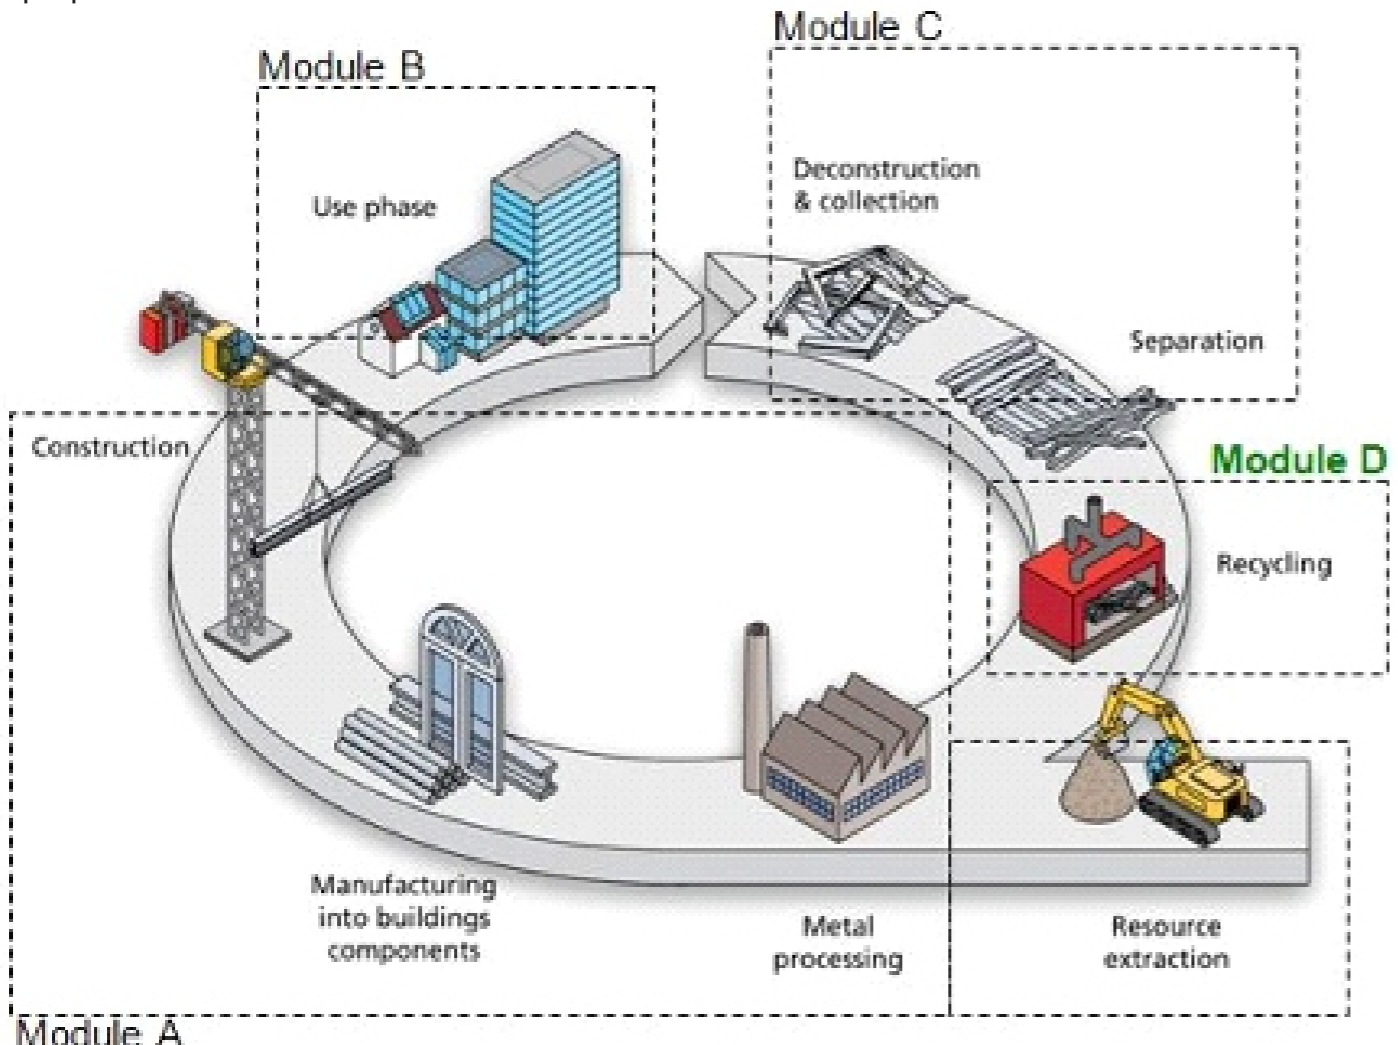 Module C
Module B
Deconstruction
& collection
Use phase
Separation
Construction
Module D
Recycling
Manufacturing
into buildings
components
Metal
processing
Resource
extraction
Module A